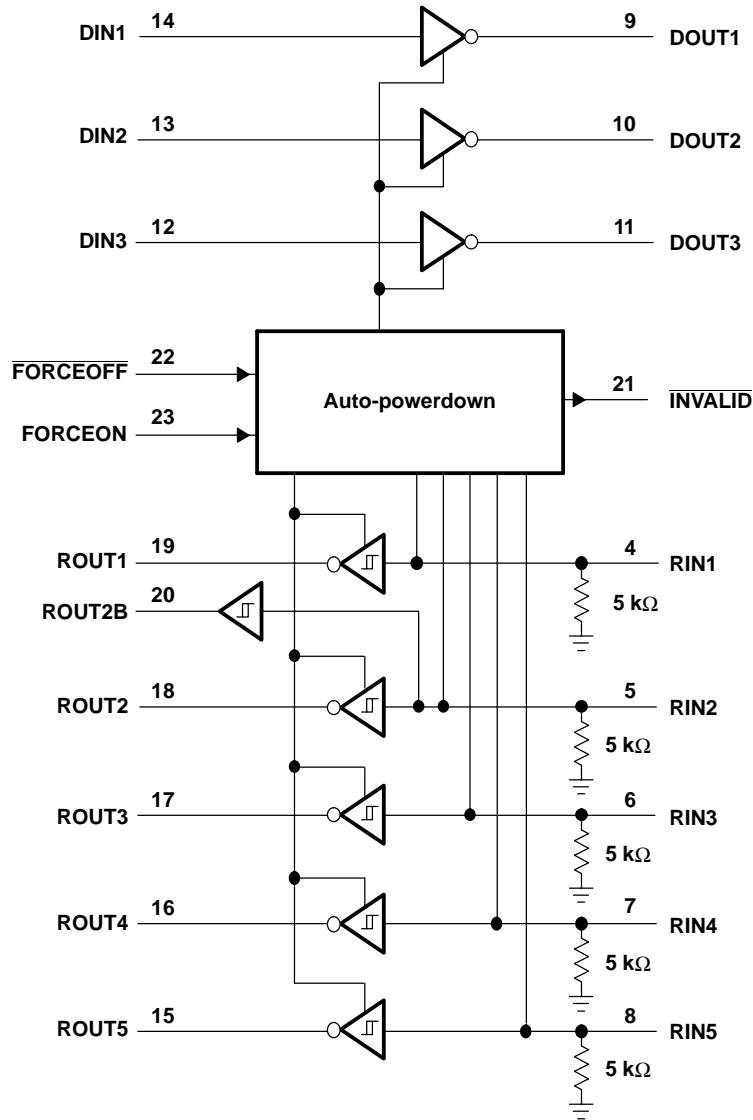 DIN1 14 9 DOUT1
DIN2 13 10 DOUT2
DIN3 12 11 DOUT3
FORCEOFF 22
Auto-powerdown
21 INVALID
FORCEON 23
ROUT1 19 4 RIN1
ROUT2B 20
5 kΩ
ROUT2 18 5 RIN2
5 kΩ
ROUT3 17 6 RIN3
5 kΩ
ROUT4 16 7 RIN4
5 kΩ
ROUT5 15 8 RIN5
5 kΩ